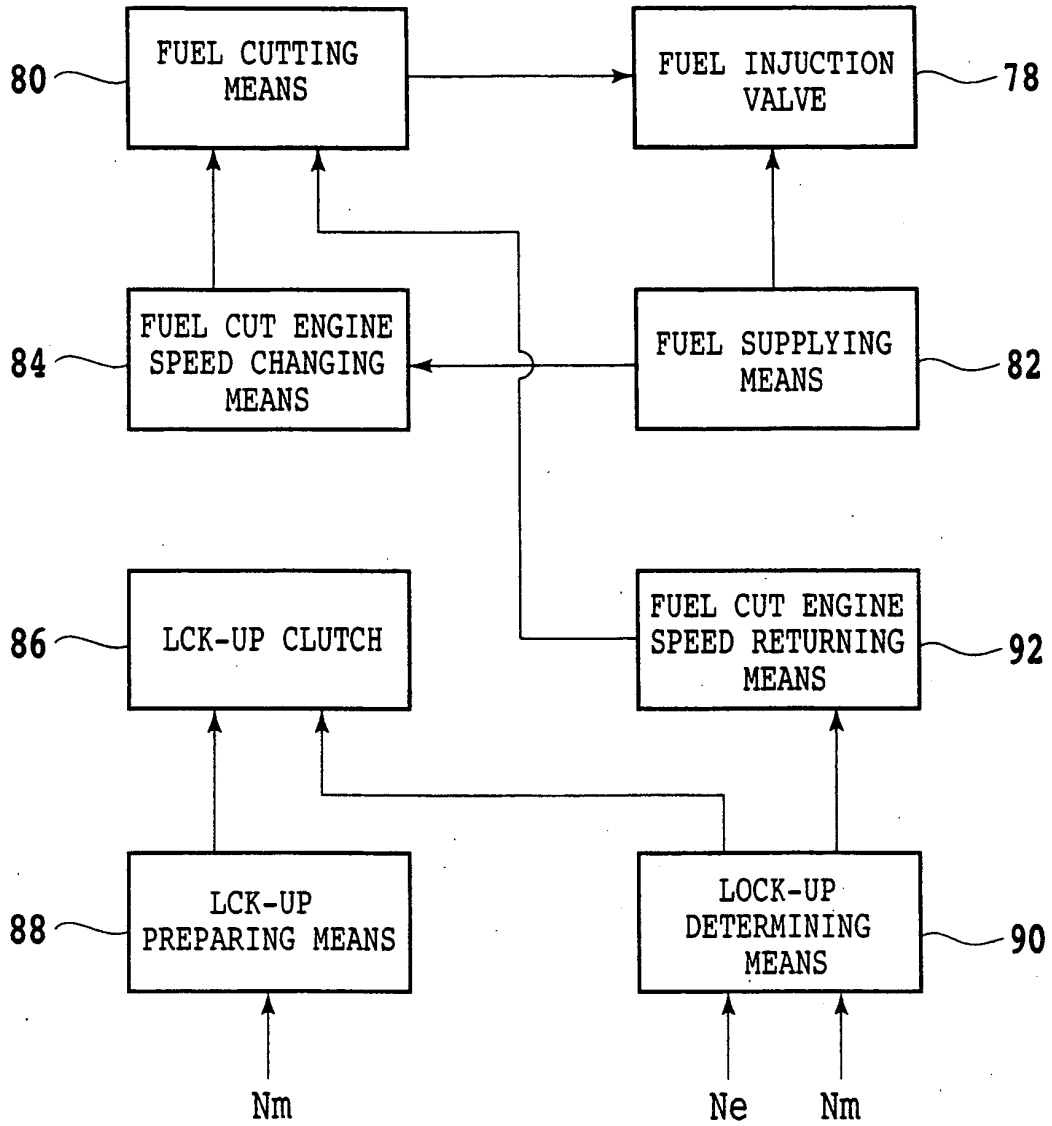 80
FUEL CUTTING
MEANS
FUEL INJUCTION
VALVE
78
84
FUEL CUT ENGINE
SPEED CHANGING
MEANS
FUEL SUPPLYING
MEANS
82
86
LCK-UP CLUTCH
FUEL CUT ENGINE
SPEED RETURNING
MEANS
92
88
LCK-UP
PREPARING MEANS
LOCK-UP
DETERMINING
MEANS
90
Nm
Ne
Nm